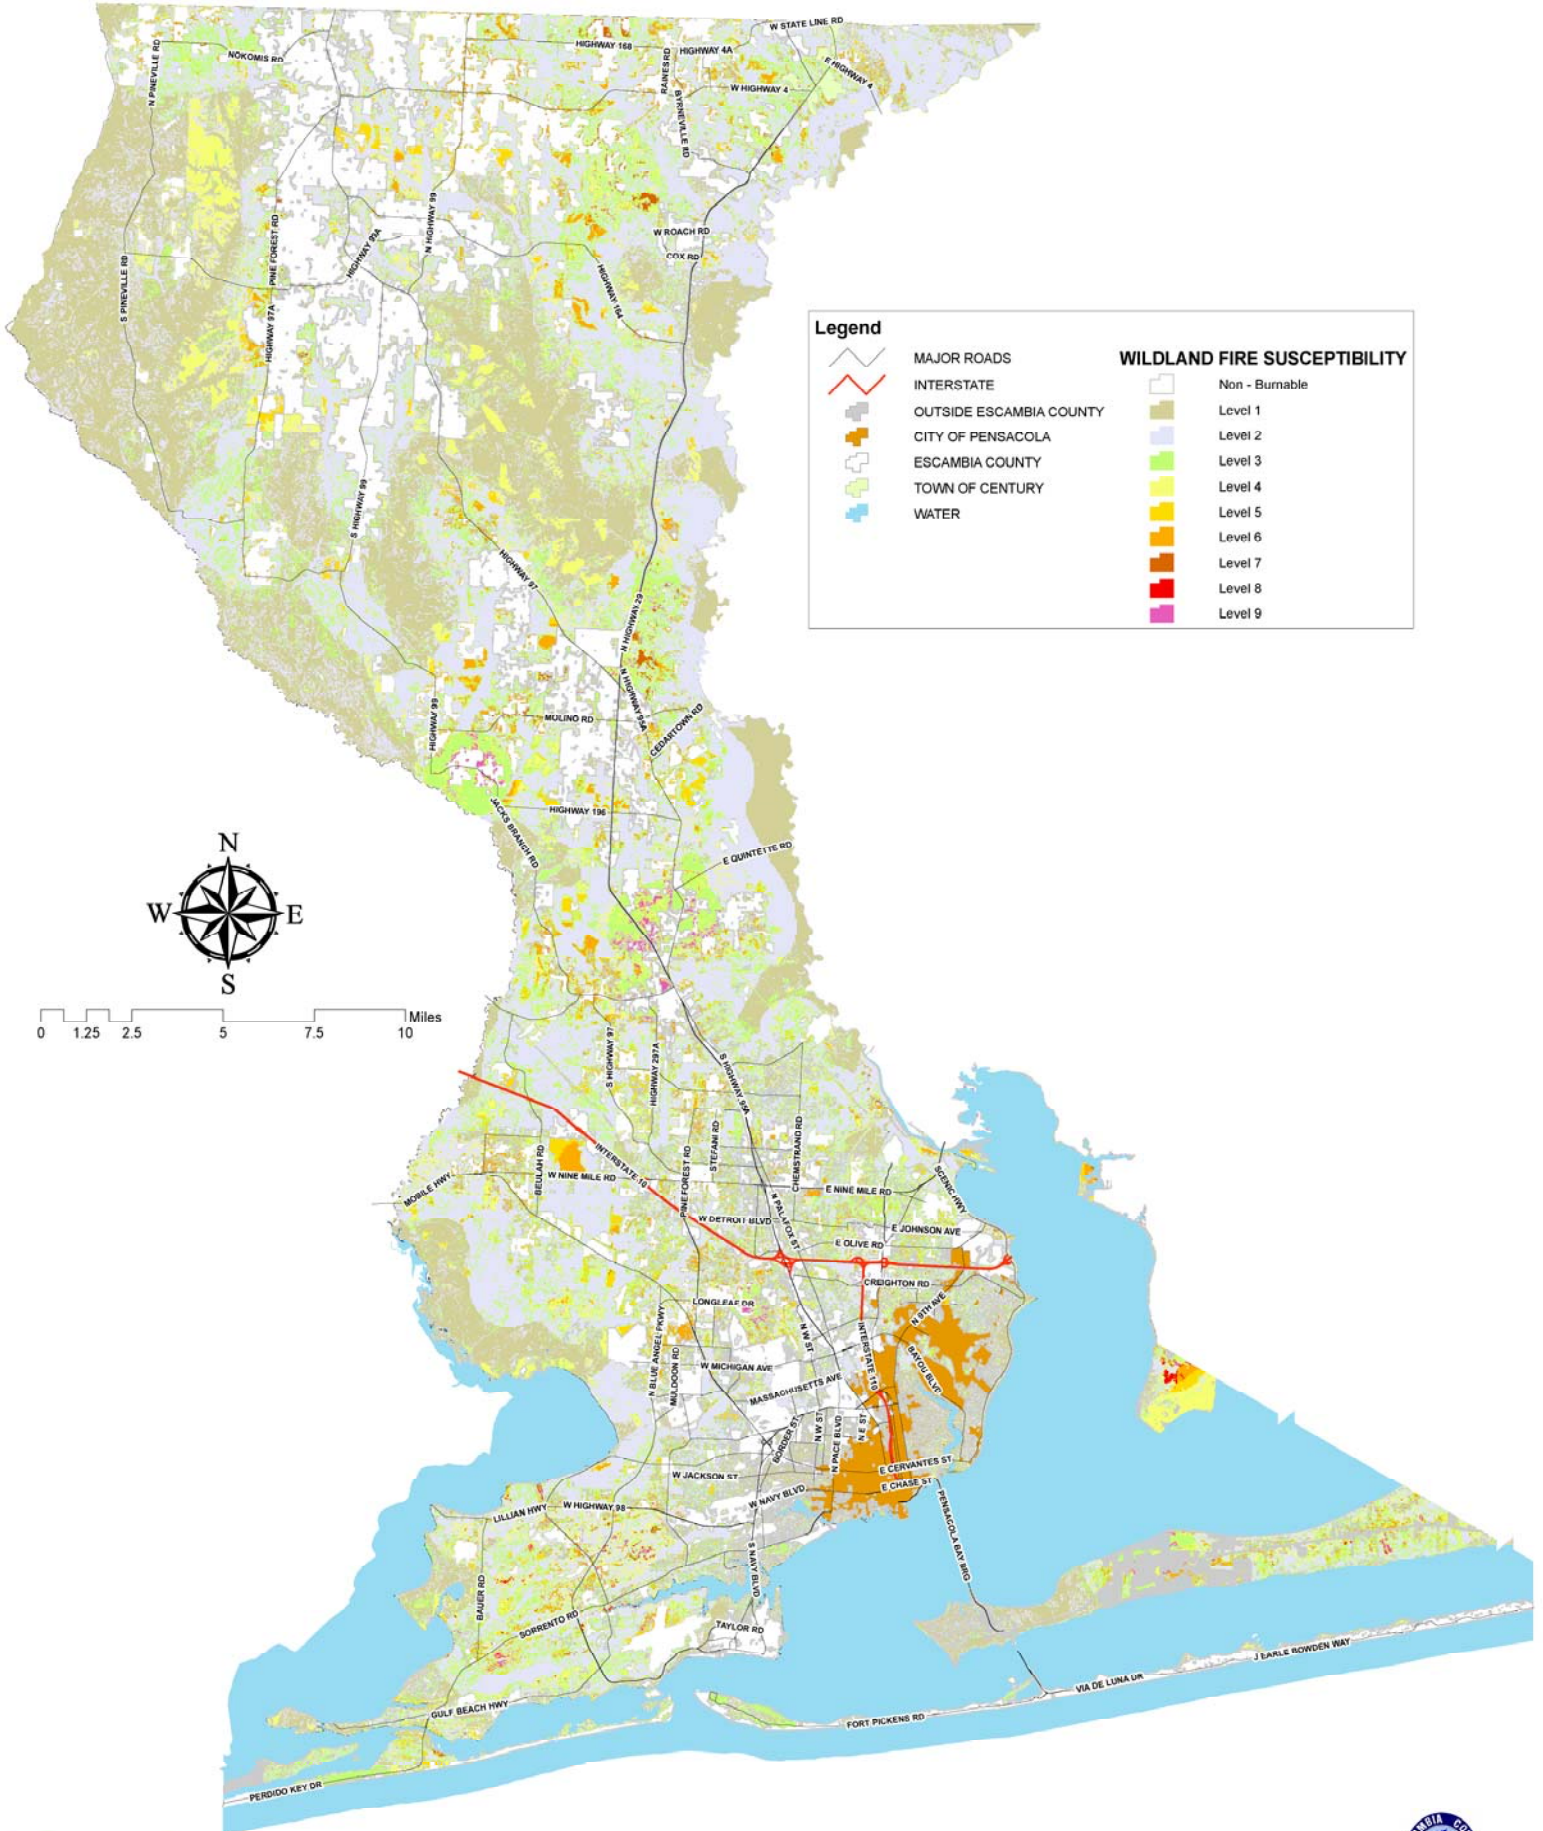 W STATE LINE RD
HIGHWAY 168
HIGHWAY 4A
NOKOMIS RD
N PINEVILLE RD
RAINES RD
E HIGHWAY 4
W HIGHWAY 4
BYRNEVILLE RD
N HIGHWAY 99
PINE FOREST RD
HIGHWAY 99A
W ROACH RD
COX RD
S PINEVILLE RD
HIGHWAY 164
HIGHWAY 97A
Legend
MAJOR ROADS
INTERSTATE
OUTSIDE ESCAMBIA COUNTY
CITY OF PENSACOLA
ESCAMBIA COUNTY
TOWN OF CENTURY
WATER
WILDLAND FIRE SUSCEPTIBILITY
Non - Burnable
Level 1
Level 2
Level 3
Level 4
Level 5
Level 6
Level 7
Level 8
Level 9
S HIGHWAY 99
HIGHWAY 97
N HIGHWAY 29
N HIGHWAY 95A
HIGHWAY 99
MOLINO RD
CEDARTOWN RD
JACKS BRANCH RD
HIGHWAY 196
E QUINTETTE RD
N
W
E
S
0 1.25 2.5 5 7.5 10
Miles
S HIGHWAY 97
HIGHWAY 297A
S HIGHWAY 95A
STEFANI RD
CHEMSTRAND RD
BEULAH RD
INTERSTATE 10
W NINE MILE RD
PINE FOREST RD
MOBILE HWY
E NINE MILE RD
SCENIC HWY
W DETROIT BLVD
N PALAFOX ST
E JOHNSON AVE
E OLIVE RD
CREIGHTON RD
LONGLEAF DR
N 9TH AVE
N BLUE ANGEL PKWY
MULDOON RD
N W ST
INTERSTATE 110
BAYOU BLVD
W MICHIGAN AVE
MASSACHUSETTS AVE
BORDER ST
N W ST
N PACE BLVD
N E ST
W JACKSON ST
E CERVANTES ST
E CHASE ST
W NAVY BLVD
LILLIAN HWY
W HIGHWAY 98
PENSACOLA BAY BRG
S NAVY BLVD
BAUER RD
SORRENTO RD
TAYLOR RD
J EARLE BOWDEN WAY
VIA DE LUNA DR
GULF BEACH HWY
FORT PICKENS RD
PERDIDO KEY DR